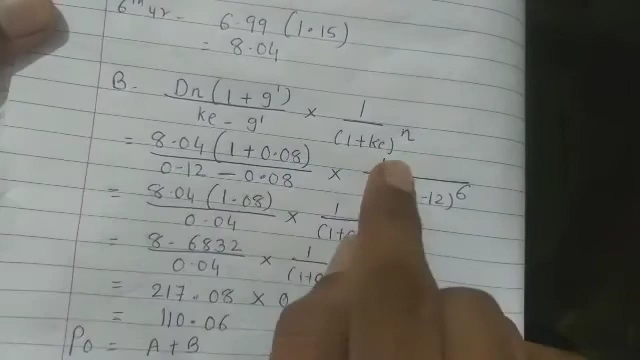 6th yr - 6.99 (1.15)
= 8.04
B. Dn(1+g') / ke - g' × 1 / (1+ke)^n
= 8.04(1+0.08) / 0.12 - 0.08 × -12)^6
= 8.04(1.08) / 0.04 × 1 / (1+
= 8.6832 / 0.04 × 1 / (1+
= 217.08 × 0
= 110.06
P0 = A+B